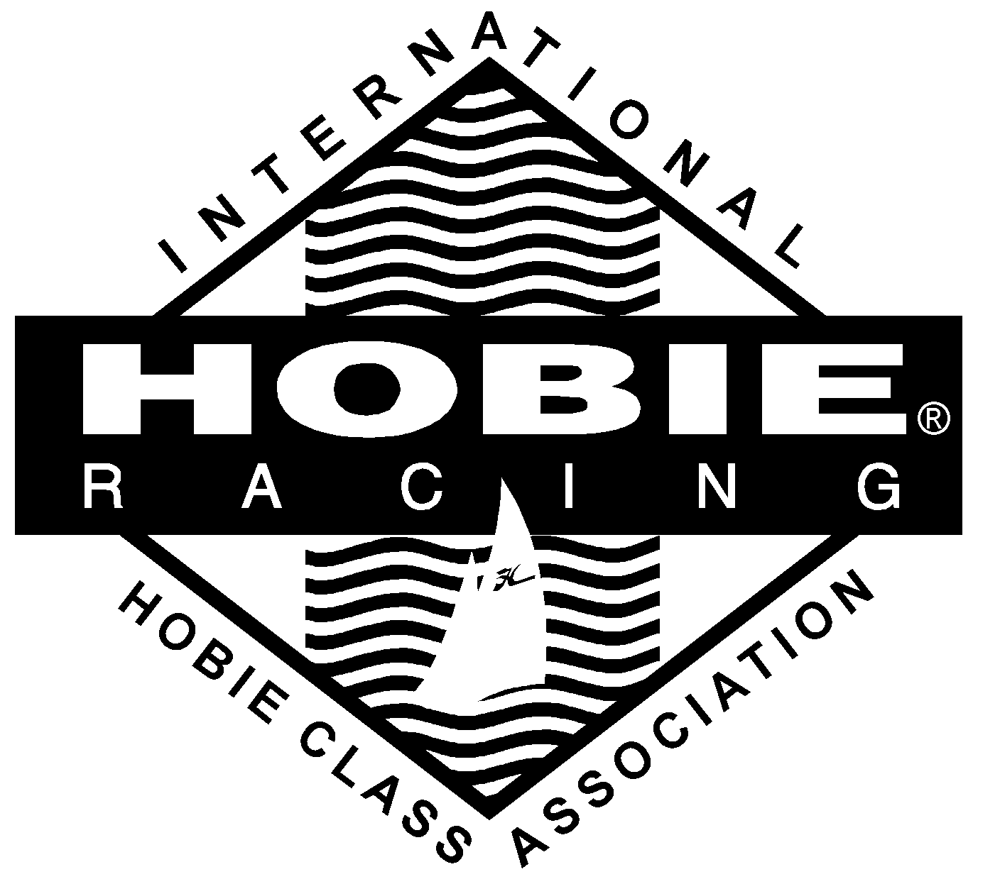 INTERNATIONAL
HOBIE®
RACING
HOBIE CLASS ASSOCIATION